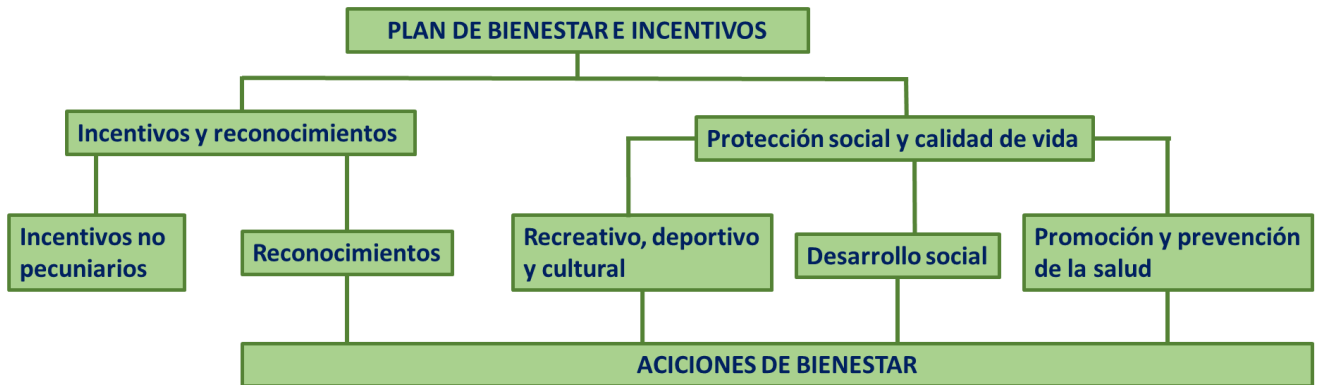 PLAN DE BIENESTAR E INCENTIVOS
Incentivos y reconocimientos
Protección social y calidad de vida
Incentivos no
pecuniarios
Reconocimientos
Recreativo, deportivo
y cultural
Desarrollo social
Promoción y prevención
de la salud
ACICIONES DE BIENESTAR